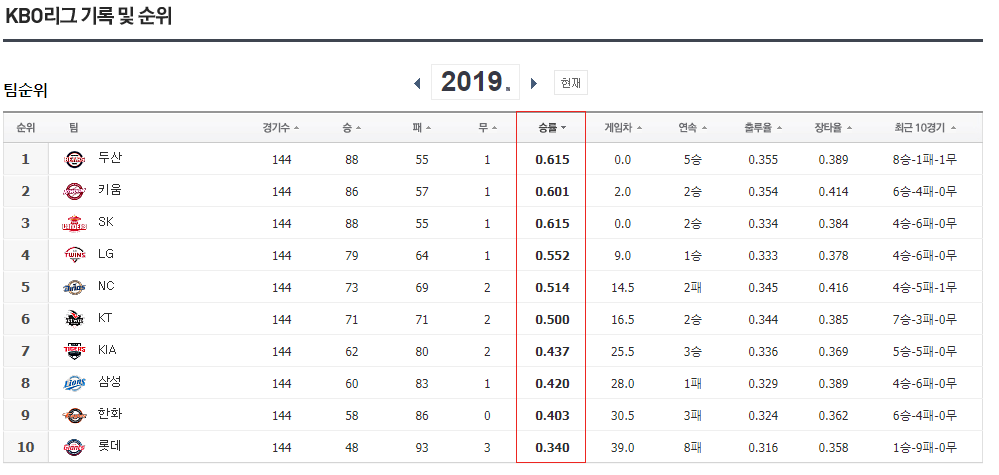 KBO리그 기록 및 순위
팀순위
2019.
현재
순위 팀 경기수 승 패 무 승률 게임차 연속 출루율 장타율 최근 10경기
1 두산 144 88 55 1 0.615 0.0 5승 0.355 0.389 8승-1패-1무
2 키움 144 86 57 1 0.601 2.0 2승 0.354 0.414 6승-4패-0무
3 SK 144 88 55 1 0.615 0.0 2승 0.334 0.384 4승-6패-0무
4 LG 144 79 64 1 0.552 9.0 1승 0.333 0.378 4승-6패-0무
5 NC 144 73 69 2 0.514 14.5 2패 0.345 0.416 4승-5패-1무
6 KT 144 71 71 2 0.500 16.5 2승 0.344 0.385 7승-3패-0무
7 KIA 144 62 80 2 0.437 25.5 3승 0.336 0.369 5승-5패-0무
8 삼성 144 60 83 1 0.420 28.0 1패 0.329 0.389 4승-6패-0무
9 한화 144 58 86 0 0.403 30.5 3패 0.324 0.362 6승-4패-0무
10 롯데 144 48 93 3 0.340 39.0 8패 0.316 0.358 1승-9패-0무